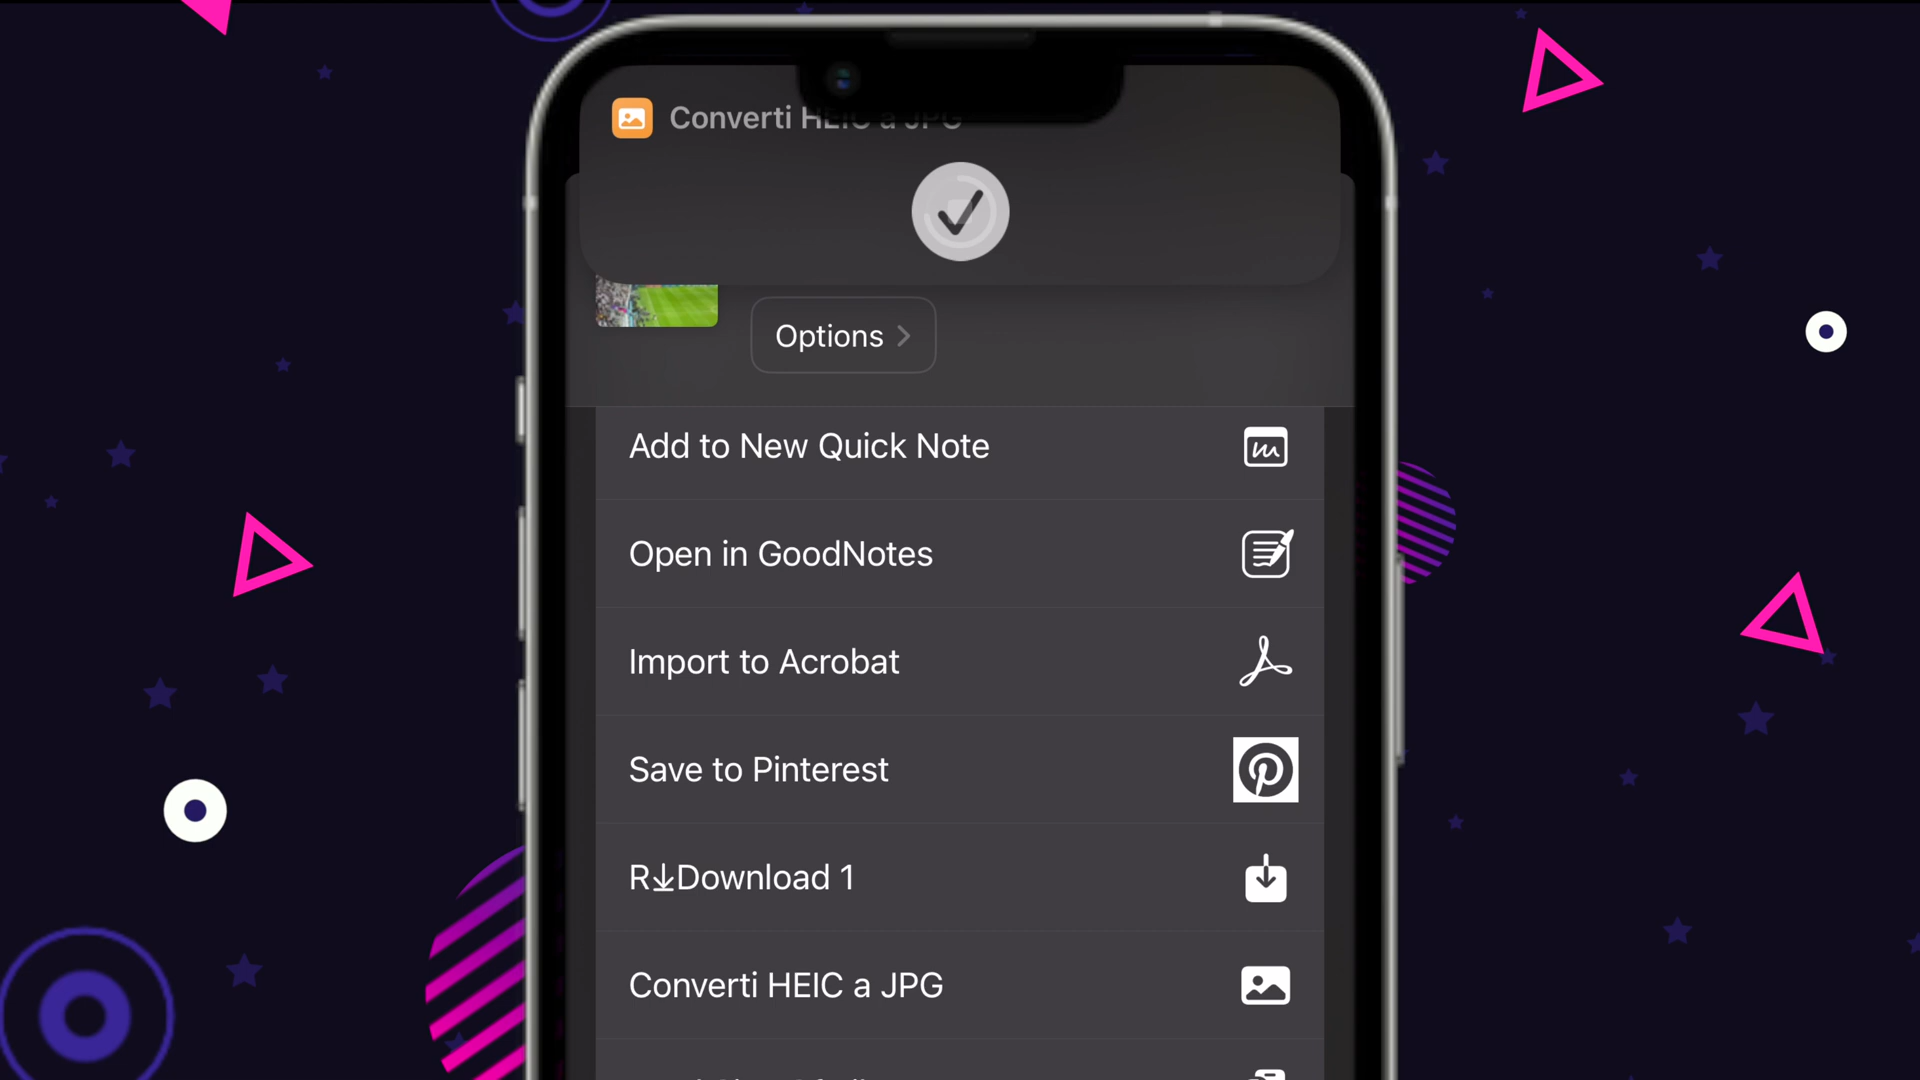 Converti HEIC a JPG
Options
Add to New Quick Note
Open in GoodNotes
Import to Acrobat
Save to Pinterest
R↓Download 1
Converti HEIC a JPG